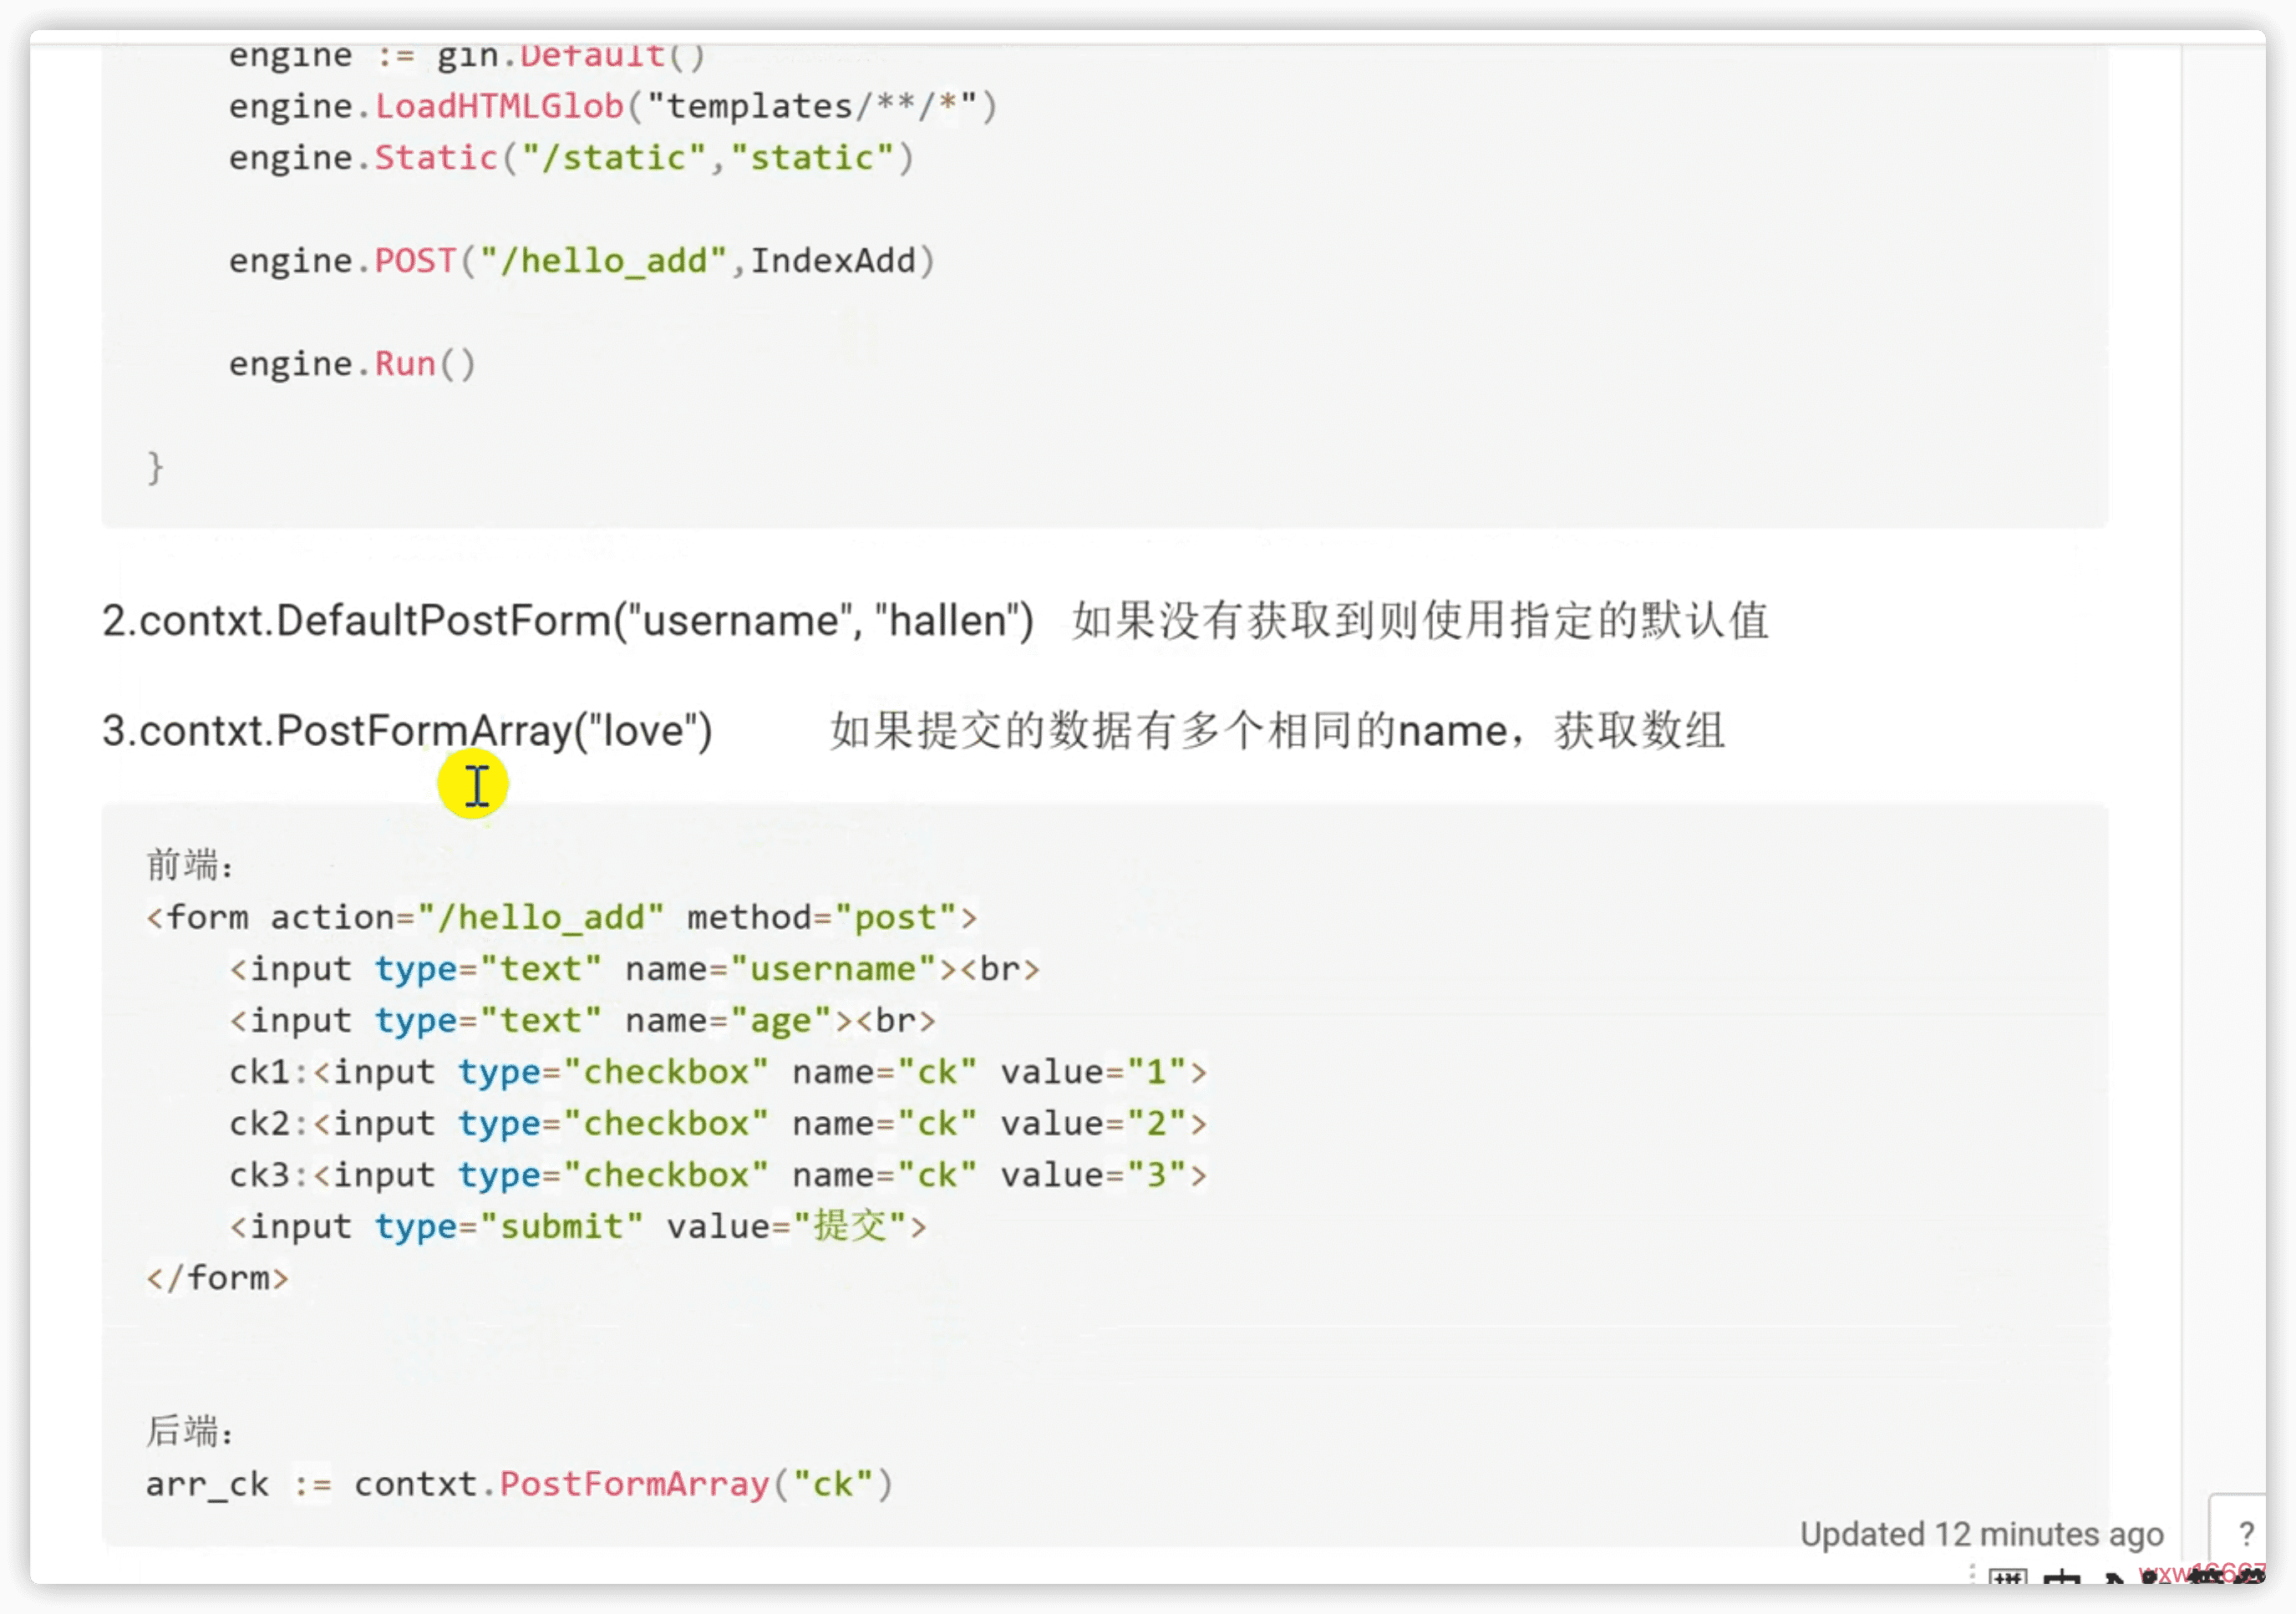 engine := gin.Default()
engine.LoadHTMLGlob("templates/**/*")
engine.Static("/static","static")
engine.POST("/hello_add",IndexAdd)
engine.Run()
}
2.contxt.DefaultPostForm("username", "hallen") 如果没有获取到则使用指定的默认值
3.contxt.PostFormArray("love") 如果提交的数据有多个相同的name，获取数组
前端：
<form action="/hello_add" method="post">
<input type="text" name="username"><br>
<input type="text" name="age"><br>
ck1:<input type="checkbox" name="ck" value="1">
ck2:<input type="checkbox" name="ck" value="2">
ck3:<input type="checkbox" name="ck" value="3">
<input type="submit" value="提交">
</form>
后端：
arr_ck := contxt.PostFormArray("ck")
Updated 12 minutes ago
?